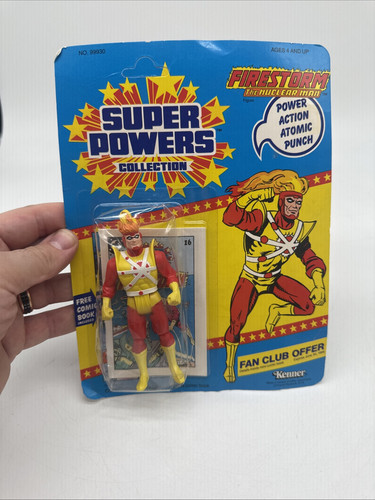 NO. 99930
AGES 4 AND UP
FIRESTORM
THE NUCLEAR MAN
Figure
POWER
ACTION
ATOMIC
PUNCH
SUPER
POWERS
COLLECTION
16
FREE
COMIC
BOOK
FAN CLUB OFFER
Kenner